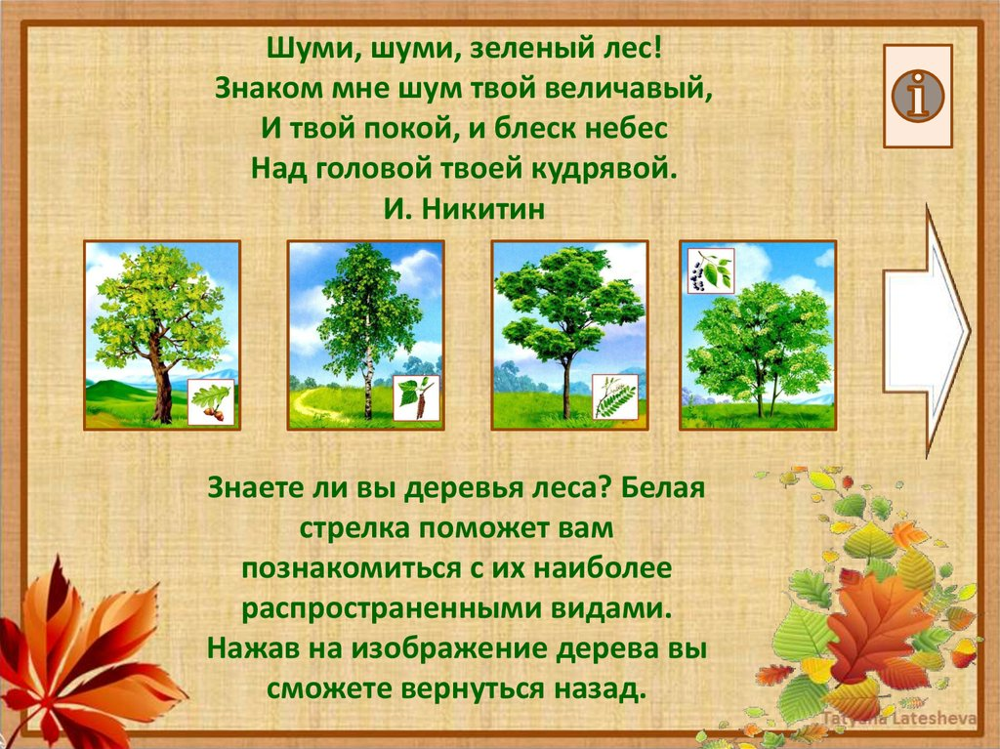 Шуми, шуми, зеленый лес!
Знаком мне шум твой величавый,
И твой покой, и блеск небес
Над головой твоей кудрявой.
И. Никитин
i
Знаете ли вы деревья леса? Белая
стрелка поможет вам
познакомиться с их наиболее
распространенными видами.
Нажав на изображение дерева вы
сможете вернуться назад.
Tatyana Latesheva